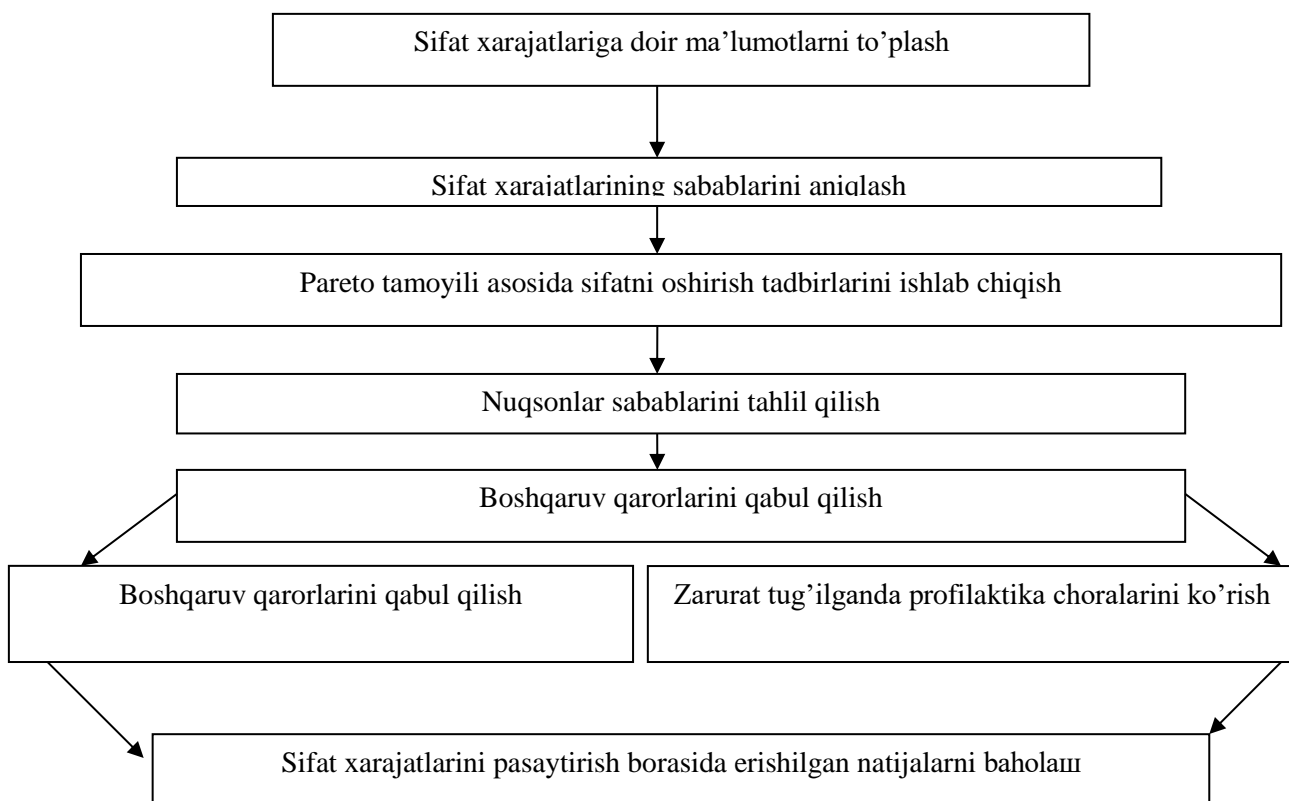 Sifat xarajatlariga doir ma’lumotlarni to’plash
Sifat xarajatlarining sabablarini aniqlash
Pareto tamoyili asosida sifatni oshirish tadbirlarini ishlab chiqish
Nuqsonlar sabablarini tahlil qilish
Boshqaruv qarorlarini qabul qilish
Boshqaruv qarorlarini qabul qilish
Zarurat tug’ilganda profilaktika choralarini ko’rish
Sifat xarajatlarini pasaytirish borasida erishilgan natijalarni baholaш